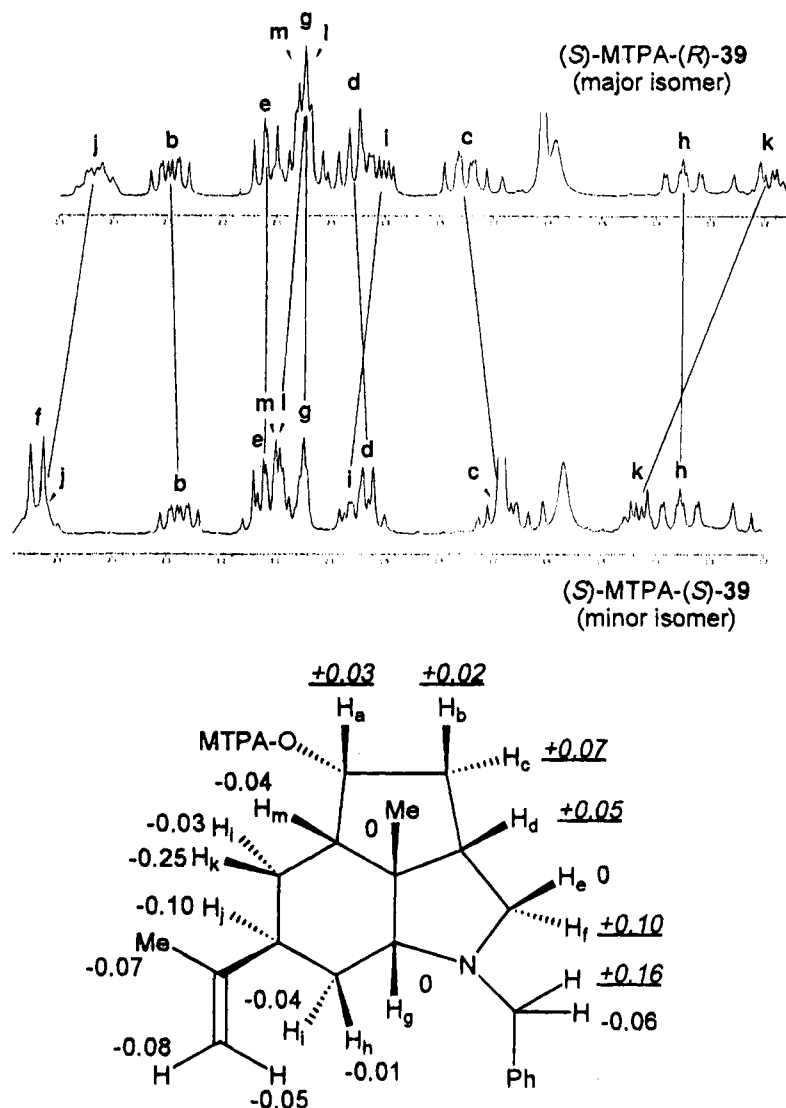 (S)-MTPA-(R)-39
(major isomer)
j b e m g l d i c h k
f j b e m l g i d c k h
(S)-MTPA-(S)-39
(minor isomer)
+0.03 +0.02
Ha Hb
MTPA-O
Hc +0.07
-0.04
Hm Me
0
Hd +0.05
-0.03 Hl
-0.25 Hk
He 0
-0.10 Hj
Hf +0.10
Me
N
-0.07
0
H +0.16
-0.04
Hg
H -0.06
Hi Hh
-0.08
-0.01
H H
Ph
-0.05